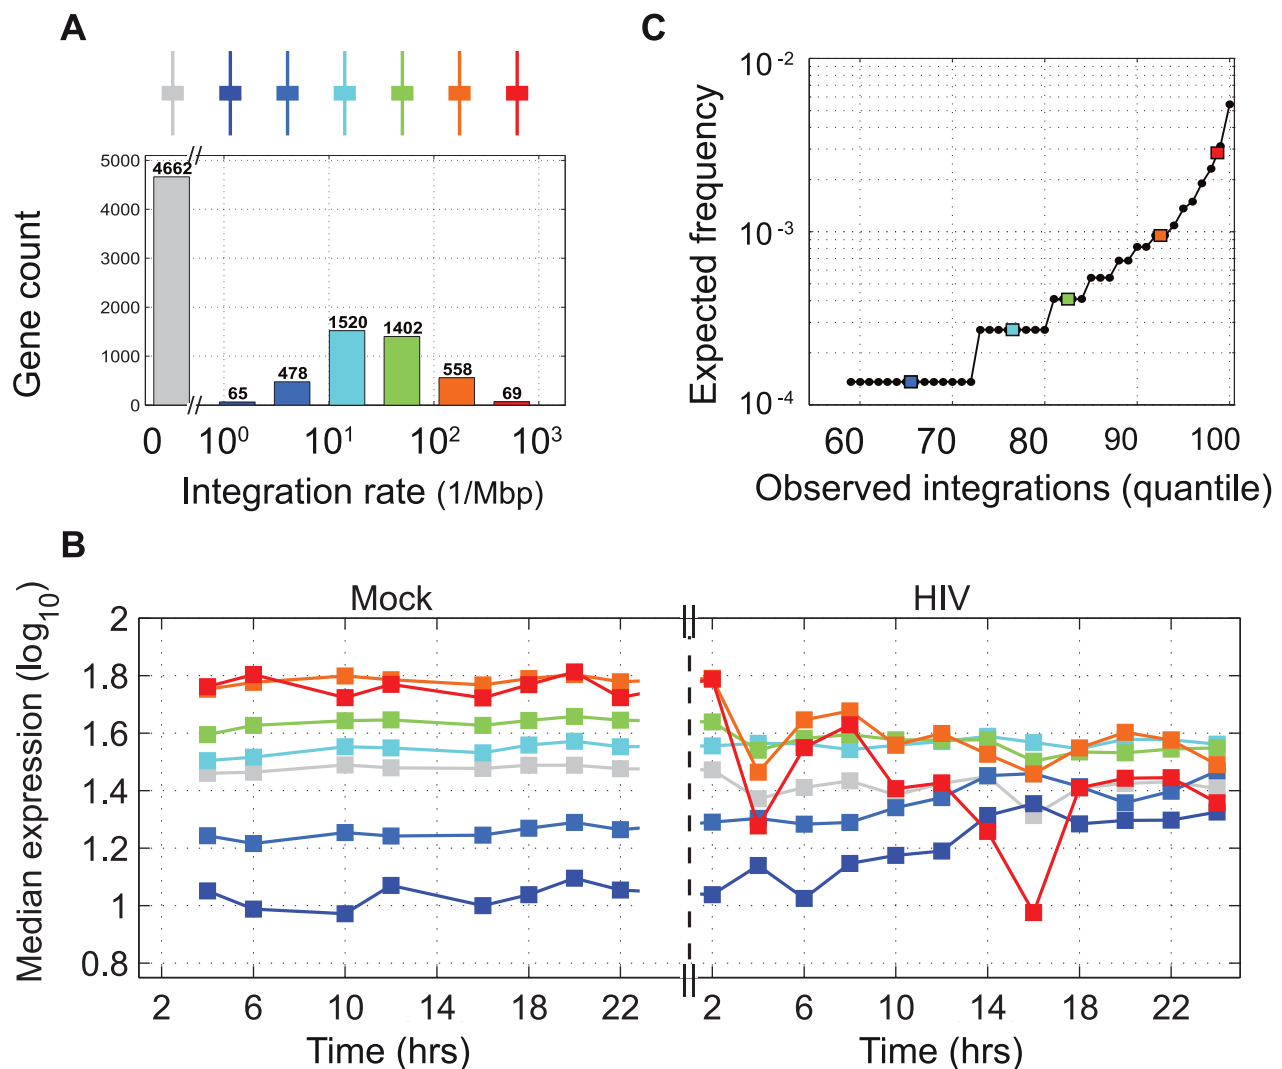 A
5000
4000
3000
2000
1000
0
4662
65
478
1520
1402
558
69
Gene count
0 10⁰ 10¹ 10² 10³
Integration rate (1/Mbp)
C
10⁻²
10⁻³
10⁻⁴
Expected frequency
60 70 80 90 100
Observed integrations (quantile)
B
Mock
HIV
2
1.8
1.6
1.4
1.2
1
0.8
Median expression (log₁₀)
2 6 10 14 18 22
2 6 10 14 18 22
Time (hrs)
Time (hrs)